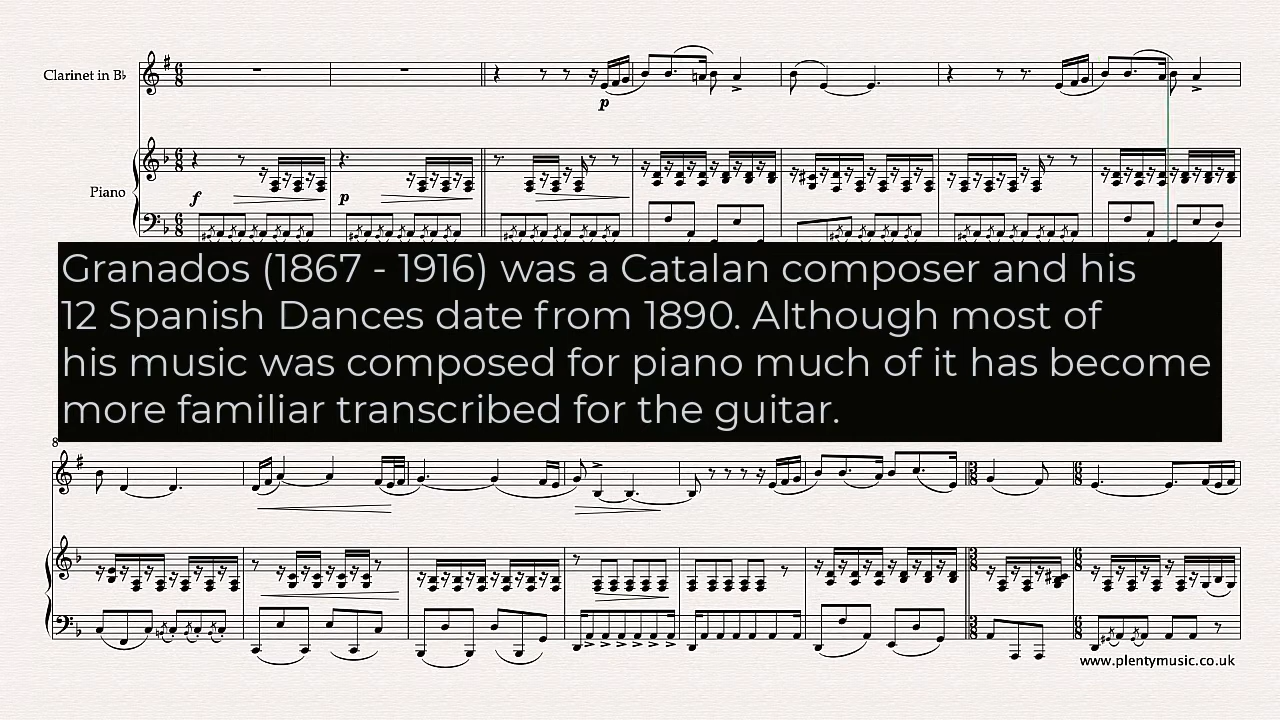 Clarinet in B♭
p
Piano
f
p
Granados (1867 - 1916) was a Catalan composer and his
12 Spanish Dances date from 1890. Although most of
his music was composed for piano much of it has become
more familiar transcribed for the guitar.
8
www.plentymusic.co.uk